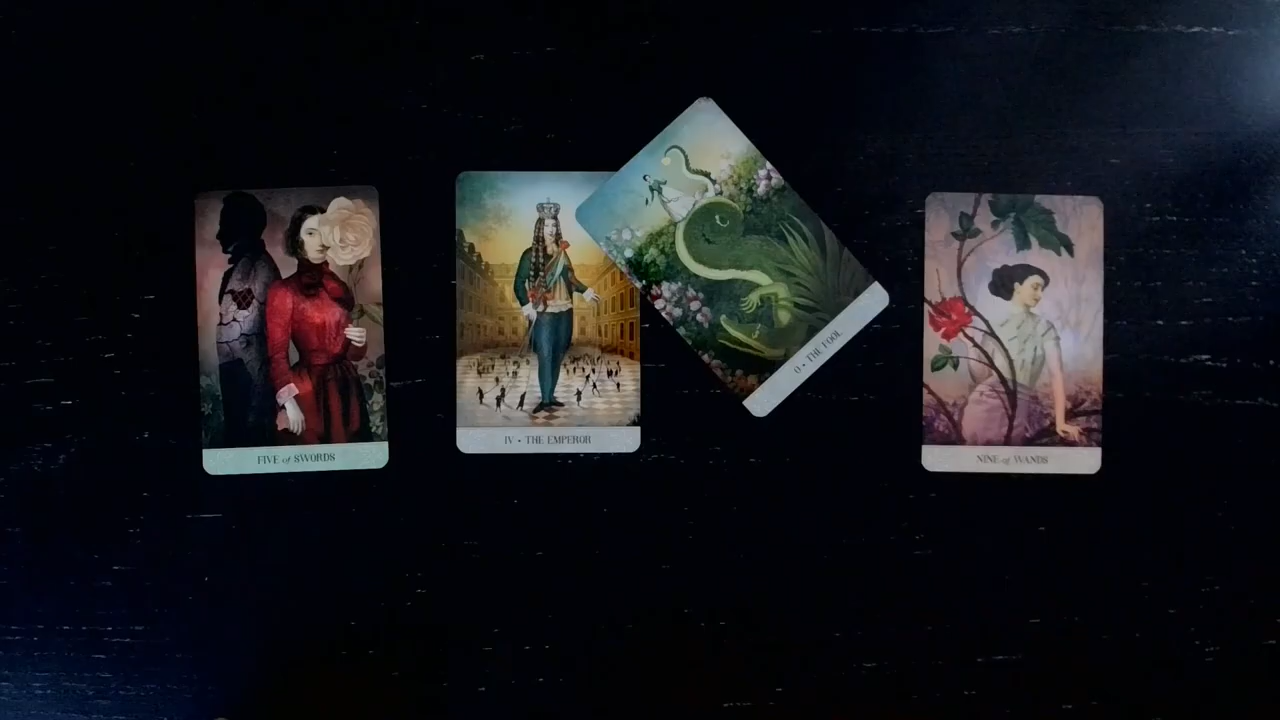 FIVE of SWORDS
IV • THE EMPEROR
0 • THE FOOL
NINE of WANDS